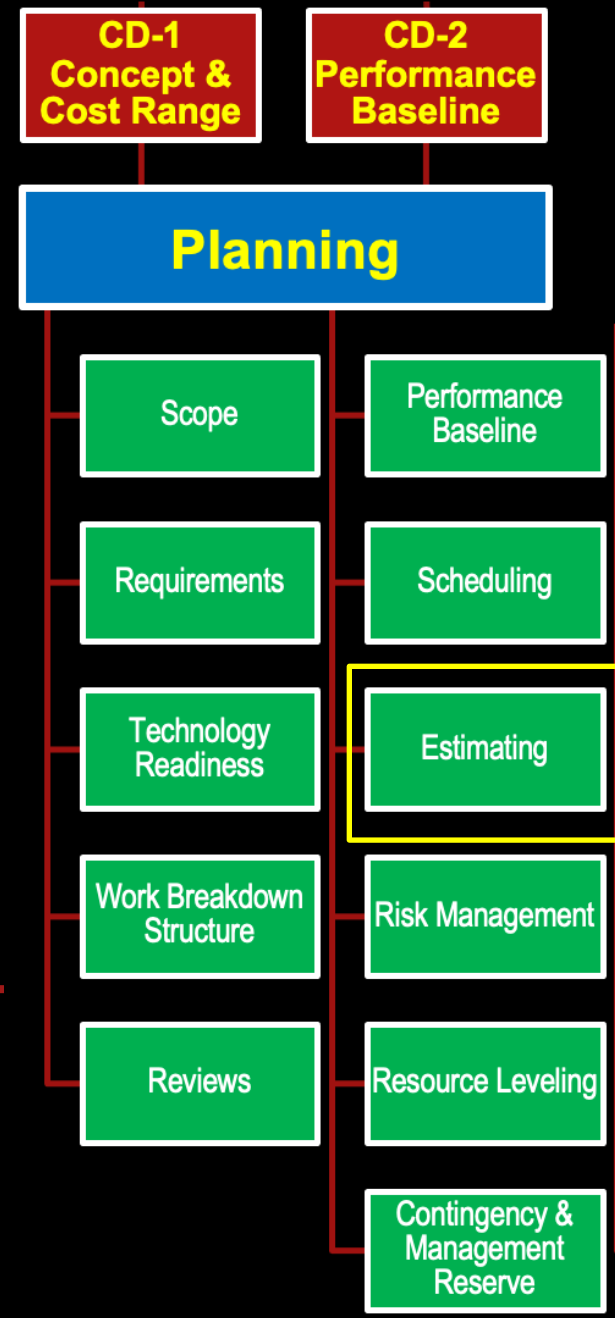 CD-1
Concept &
Cost Range
CD-2
Performance
Baseline
Planning
Scope
Requirements
Technology
Readiness
Work Breakdown
Structure
Reviews
Performance
Baseline
Scheduling
Estimating
Risk Management
Resource Leveling
Contingency &
Management
Reserve